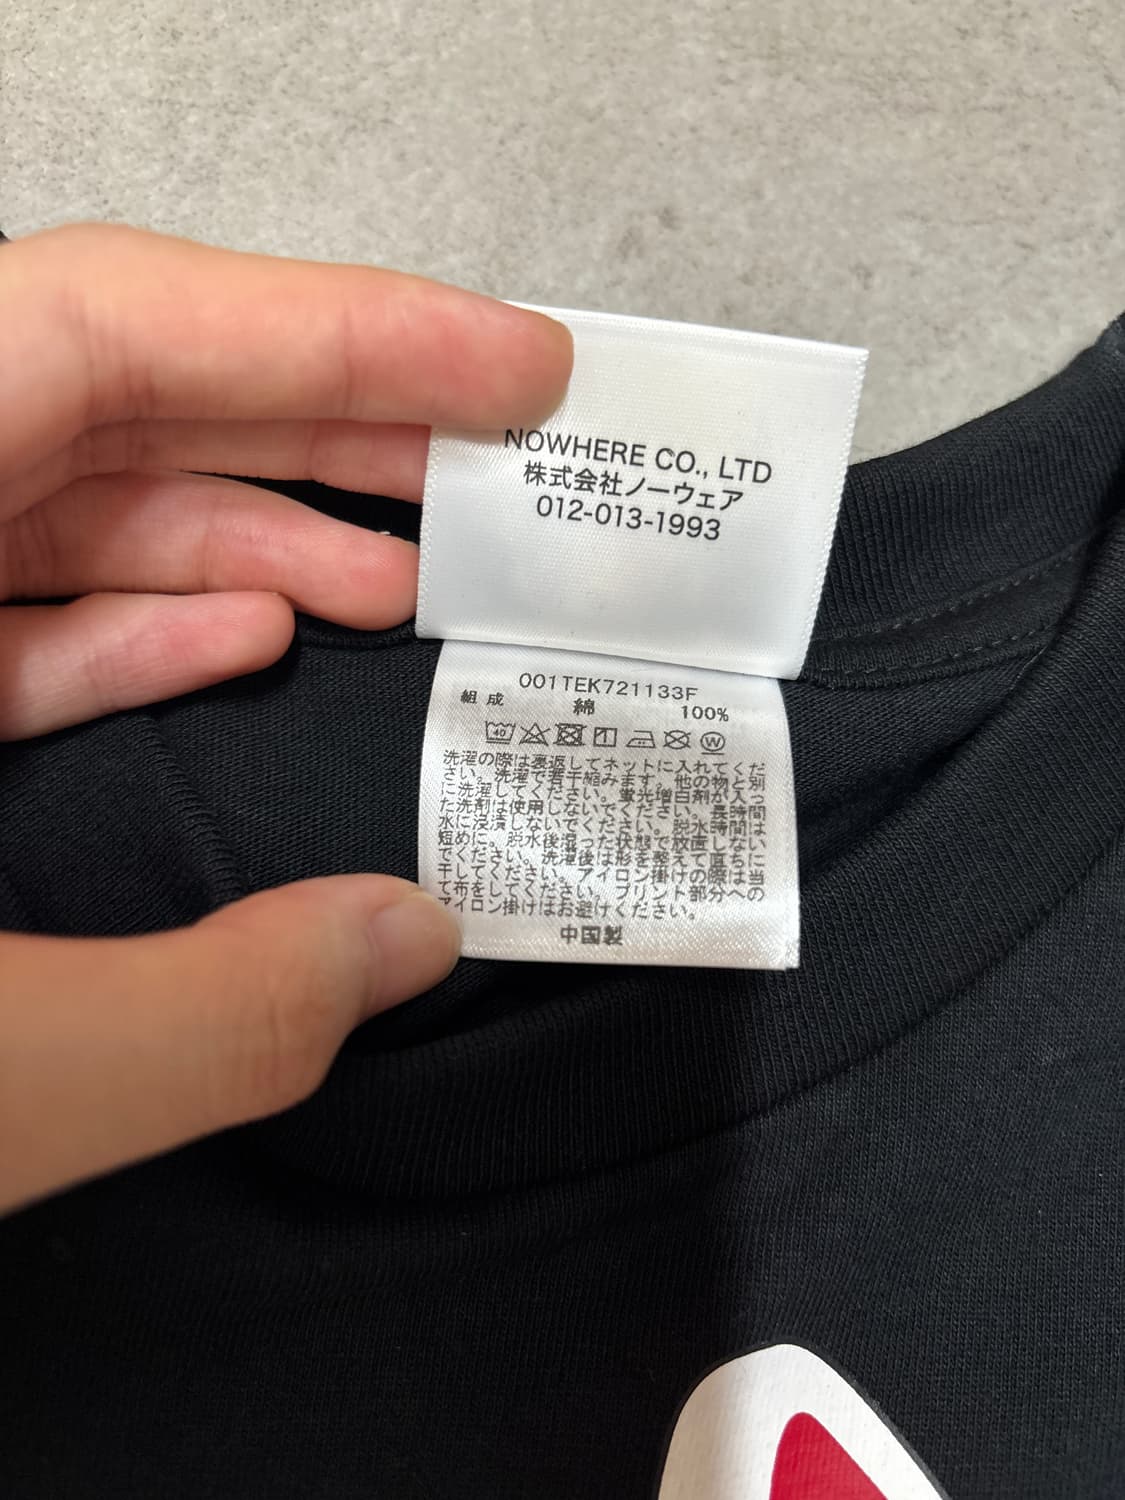 NOWHERE CO., LTD
株式会社ノーウェア
012-013-1993
001TEK721133F
組成 綿 100%
40 W
洗濯の際は裏返してネットに入れてくだ
さい。洗濯で若干縮みます。他の物と別
に洗濯してください。蛍光増白剤が入っ
た洗剤は使用しないでください。長時間
水に浸漬しないでください。脱水時間は
短めに。脱水後湿った状態で放置しない
でください。洗濯後は形を整えて直ちに
干してください。アイロン掛けの際は当
て布をしてください。プリント部分への
アイロン掛けはお避けください。
中国製